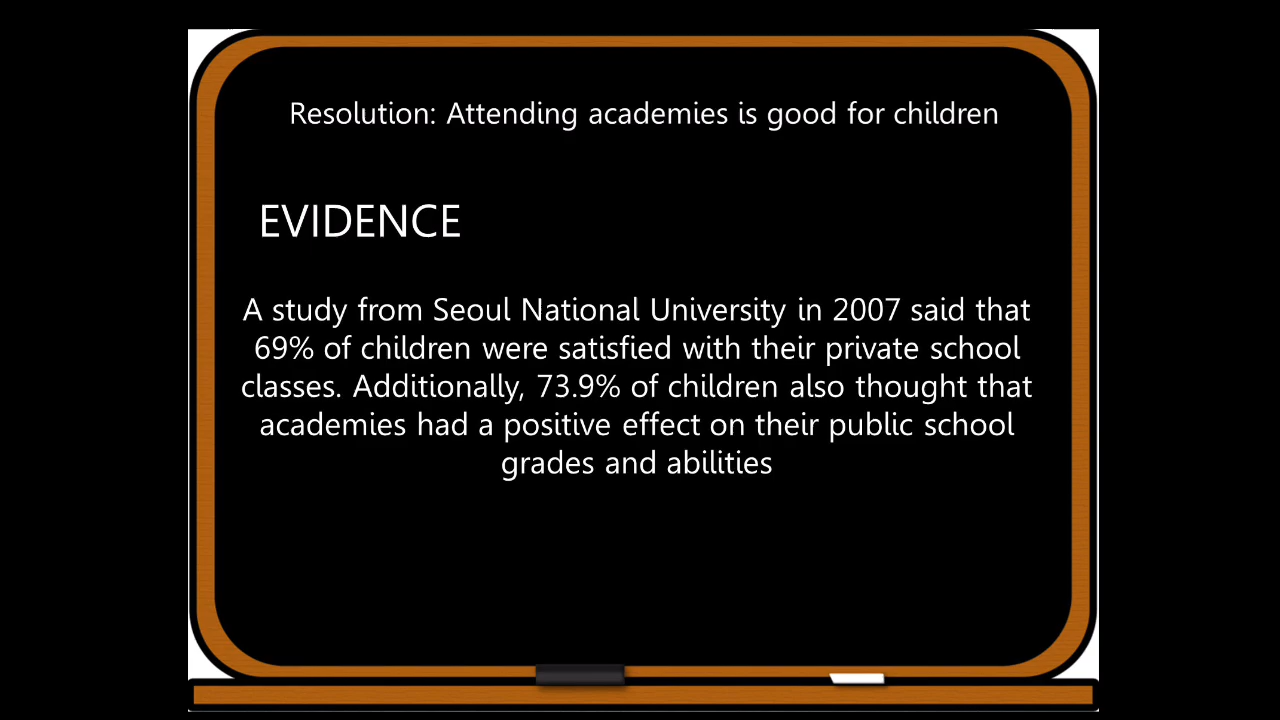 Resolution: Attending academies is good for children
EVIDENCE
A study from Seoul National University in 2007 said that
69% of children were satisfied with their private school
classes. Additionally, 73.9% of children also thought that
academies had a positive effect on their public school
grades and abilities